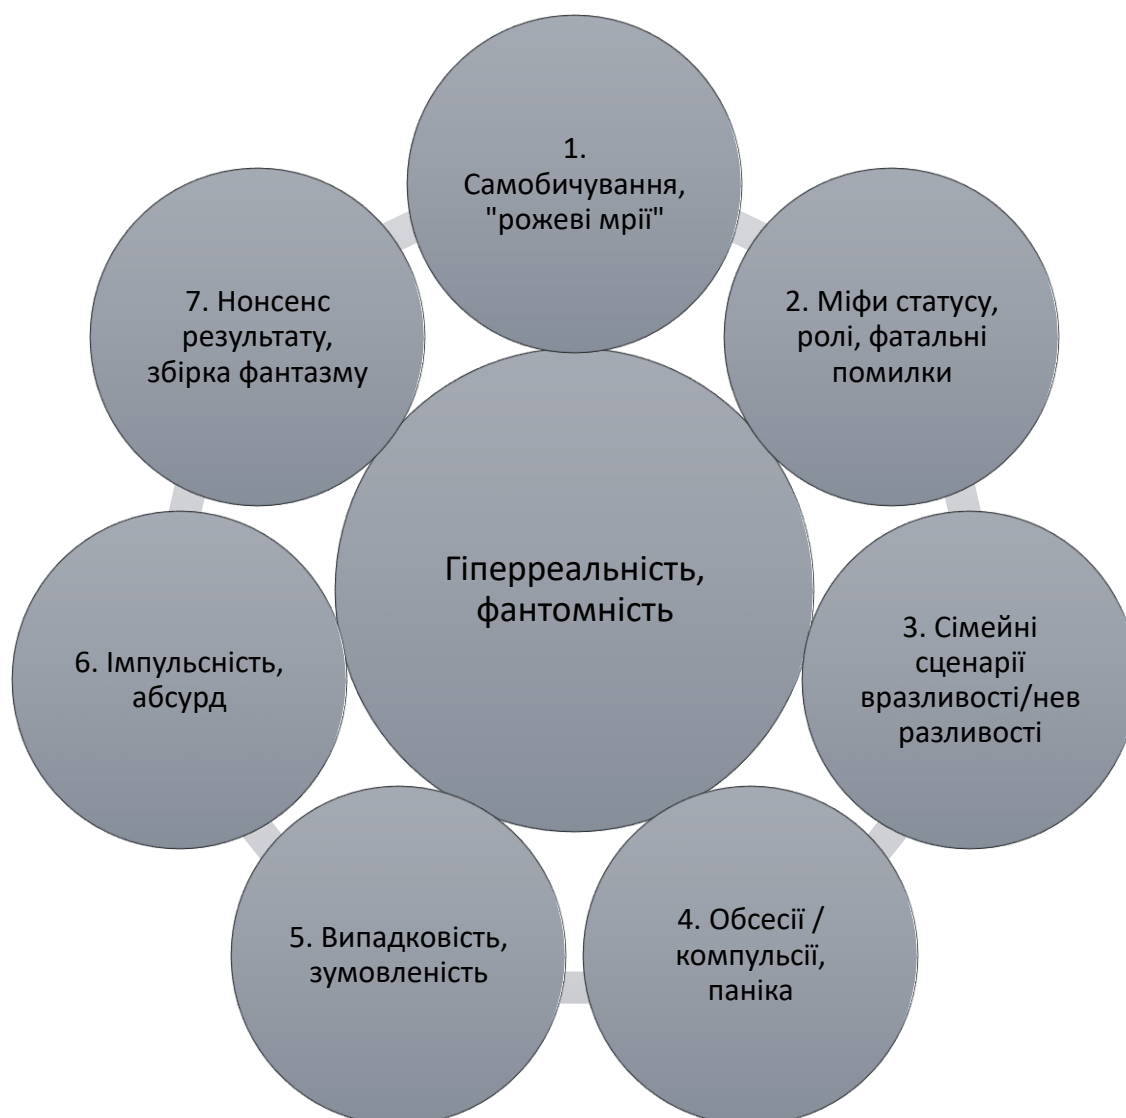 1.
Самобичування,
"рожеві мрії"
2. Міфи статусу,
ролі, фатальні
помилки
3. Сімейні
сценарії
вразливості/нев
разливості
4. Обсесії /
компульсії,
паніка
5. Випадковість,
зумовленість
6. Імпульсність,
абсурд
7. Нонсенс
результату,
збірка фантазму
Гіперреальність,
фантомність